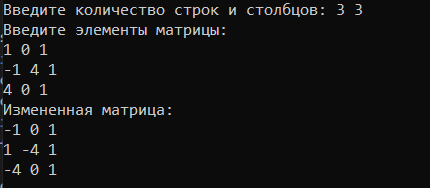 Введите количество строк и столбцов: 3 3
Введите элементы матрицы:
1 0 1
-1 4 1
4 0 1
Измененная матрица:
-1 0 1
1 -4 1
-4 0 1